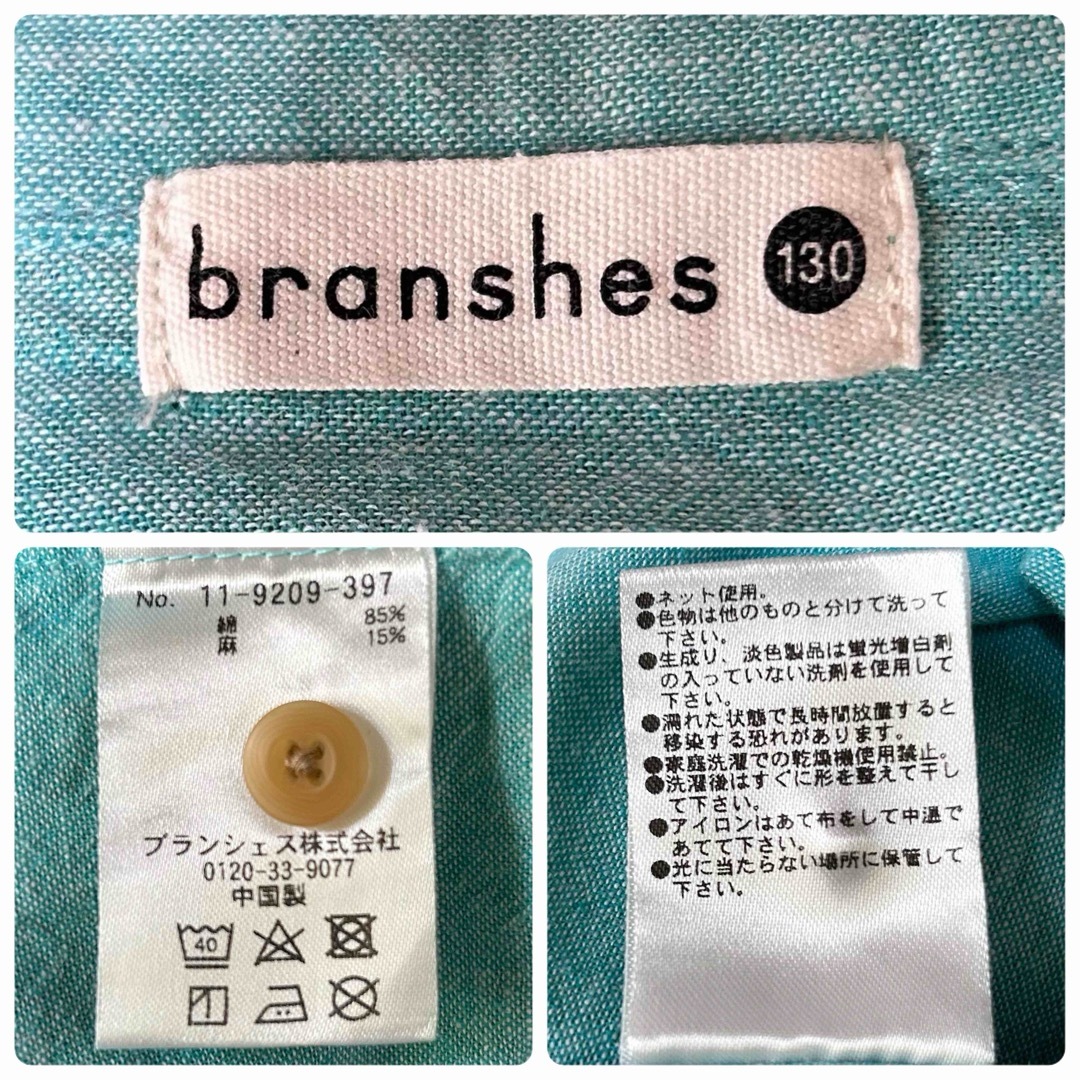 branshes 130
No. 11-9209-397
綿 85%
麻 15%
ブランシェス株式会社
0120-33-9077
中国製
40
●ネット使用。
●色物は他のものと分けて洗って
下さい。
●生成り、淡色製品は蛍光増白剤
の入っていない洗剤を使用して
下さい。
●濡れた状態で長時間放置すると
移染する恐れがあります。
●家庭洗濯での乾燥機使用禁止。
●洗濯後はすぐに形を整えて干し
て下さい。
●アイロンはあて布をして中温で
あてて下さい。
●光に当たらない場所に保管して
下さい。